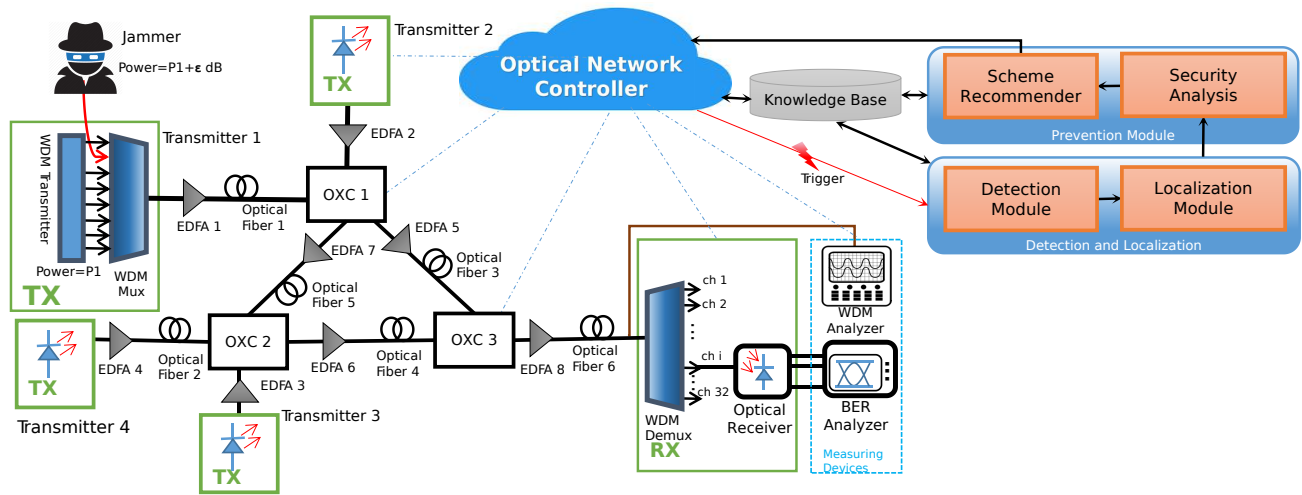 Jammer
Power=P1+ε dB
Transmitter 1
WDM Transmitter
Power=P1
WDM
Mux
TX
EDFA 1
Optical
Fiber 1
Transmitter 2
TX
EDFA 2
OXC 1
EDFA 7
EDFA 5
Optical
Fiber 5
Optical
Fiber 3
TX
Transmitter 4
EDFA 4
Optical
Fiber 2
OXC 2
EDFA 3
Transmitter 3
TX
EDFA 6
Optical
Fiber 4
OXC 3
EDFA 8
Optical
Fiber 6
Optical Network
Controller
Knowledge Base
Trigger
Scheme
Recommender
Security
Analysis
Prevention Module
Detection
Module
Localization
Module
Detection and Localization
ch 1
ch 2
⋮
ch i
⋮
ch 32
WDM
Demux
RX
Optical
Receiver
WDM
Analyzer
BER
Analyzer
Measuring
Devices